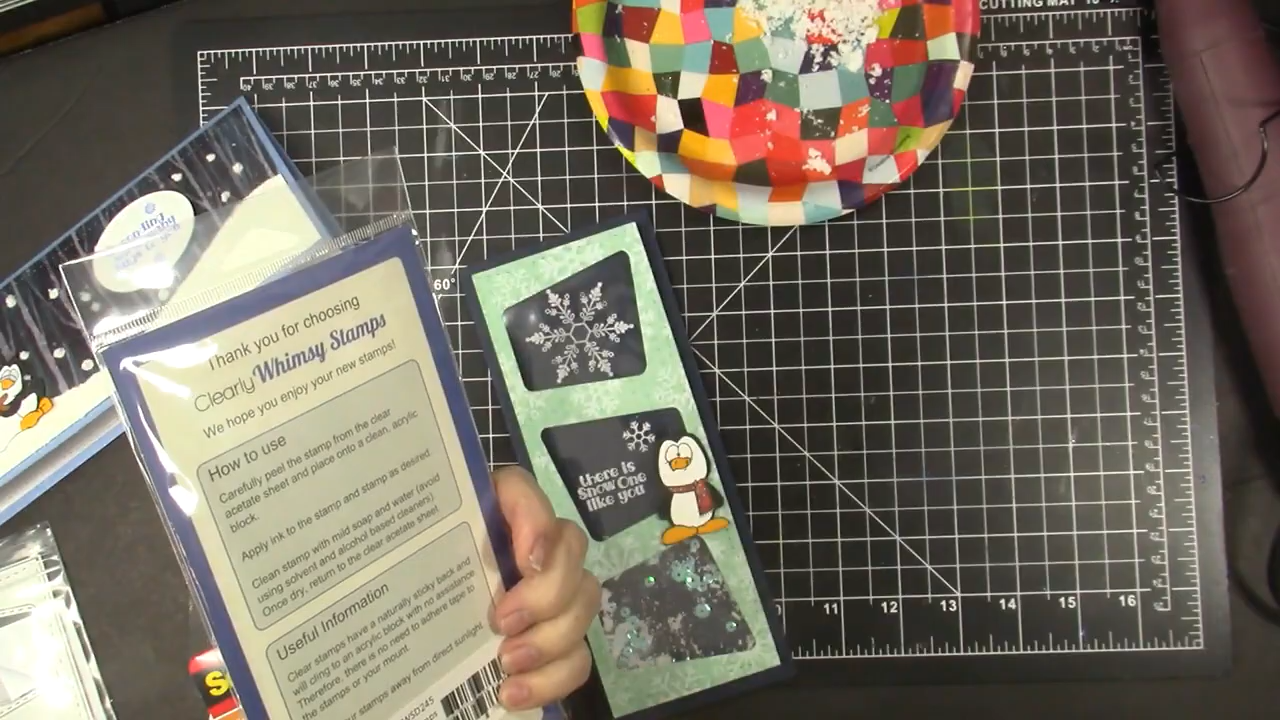 CUTTING MAT
Thank you for choosing
Clearly Whimsy Stamps
We hope you enjoy your new stamps!
How to use
Carefully peel the stamp from the clear
acetate sheet and place onto a clean, acrylic
block.
Apply ink to the stamp and stamp as desired.
Clean stamp with mild soap and water (avoid
using solvent and alcohol based cleaners)
Once dry, return to the clear acetate sheet
Useful Information
Clear stamps have a naturally sticky back and
will cling to an acrylic block with no assistance
Therefore, there is no need to adhere tape to
the stamps or your mount.
stamps away from direct sunlight
there is
Snow One
like you
60°
11 12 13 14 15 16